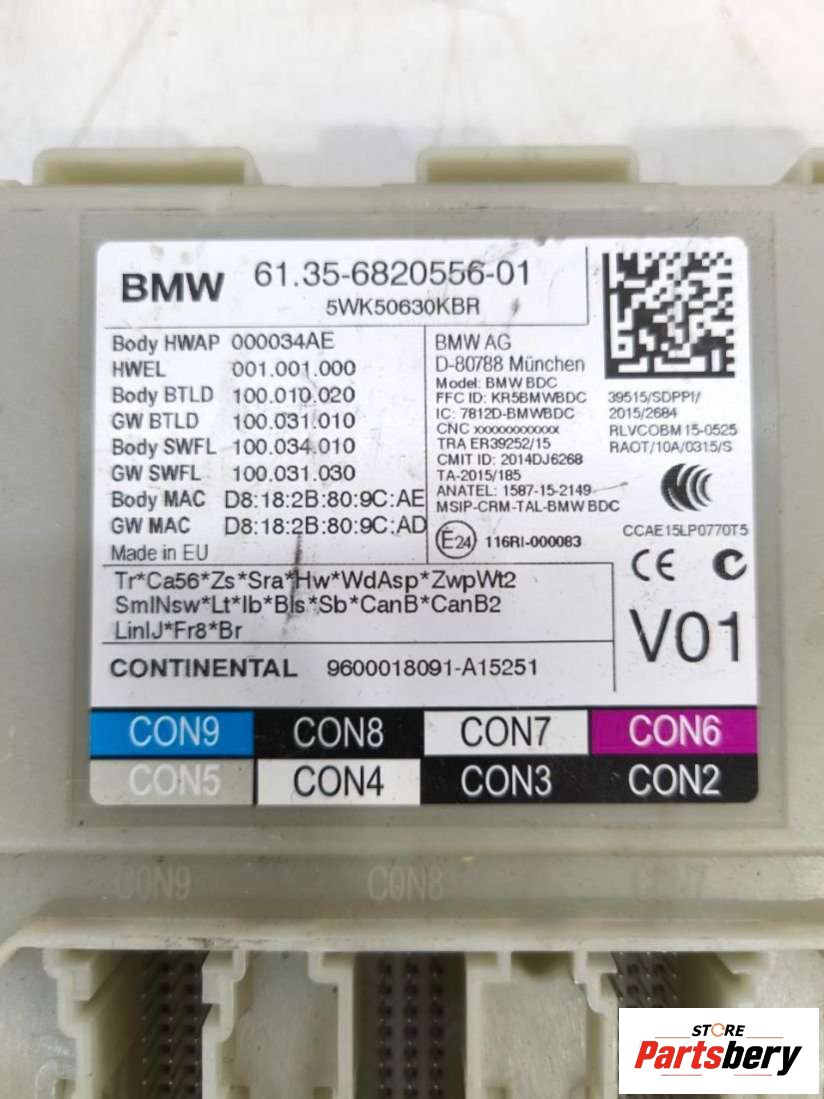 BMW 61.35-6820556-01
5WK50630KBR
Body HWAP 000034AE
HWEL 001.001.000
Body BTLD 100.010.020
GW BTLD 100.031.010
Body SWFL 100.034.010
GW SWFL 100.031.030
Body MAC D8:18:2B:80:9C:AE
GW MAC D8:18:2B:80:9C:AD
Made in EU
BMW AG
D-80788 München
Model: BMW BDC
FFC ID: KR5BMWBDC
IC: 7812D-BMWBDC
CNC xxxxxxxxxxxx
TRA ER39252/15
CMIT ID: 2014DJ6268
TA-2015/185
ANATEL: 1587-15-2149
MSIP-CRM-TAL-BMW BDC
E24 116RI-000083
39515/SDPPI/
2015/2684
RLVCOBM15-0525
RAOT/10A/0315/S
CCAE15LP0770T5
CE
V01
Tr*Ca56*Zs*Sra*Hw*WdAsp*ZwpWt2
SmlNsw*Lt*Ib*Bls*Sb*CanB*CanB2
LinIJ*Fr8*Br
CONTINENTAL 9600018091-A15251
CON9 CON8 CON7 CON6
CON5 CON4 CON3 CON2
CON9 CON8 CON7
STORE
Partsbery